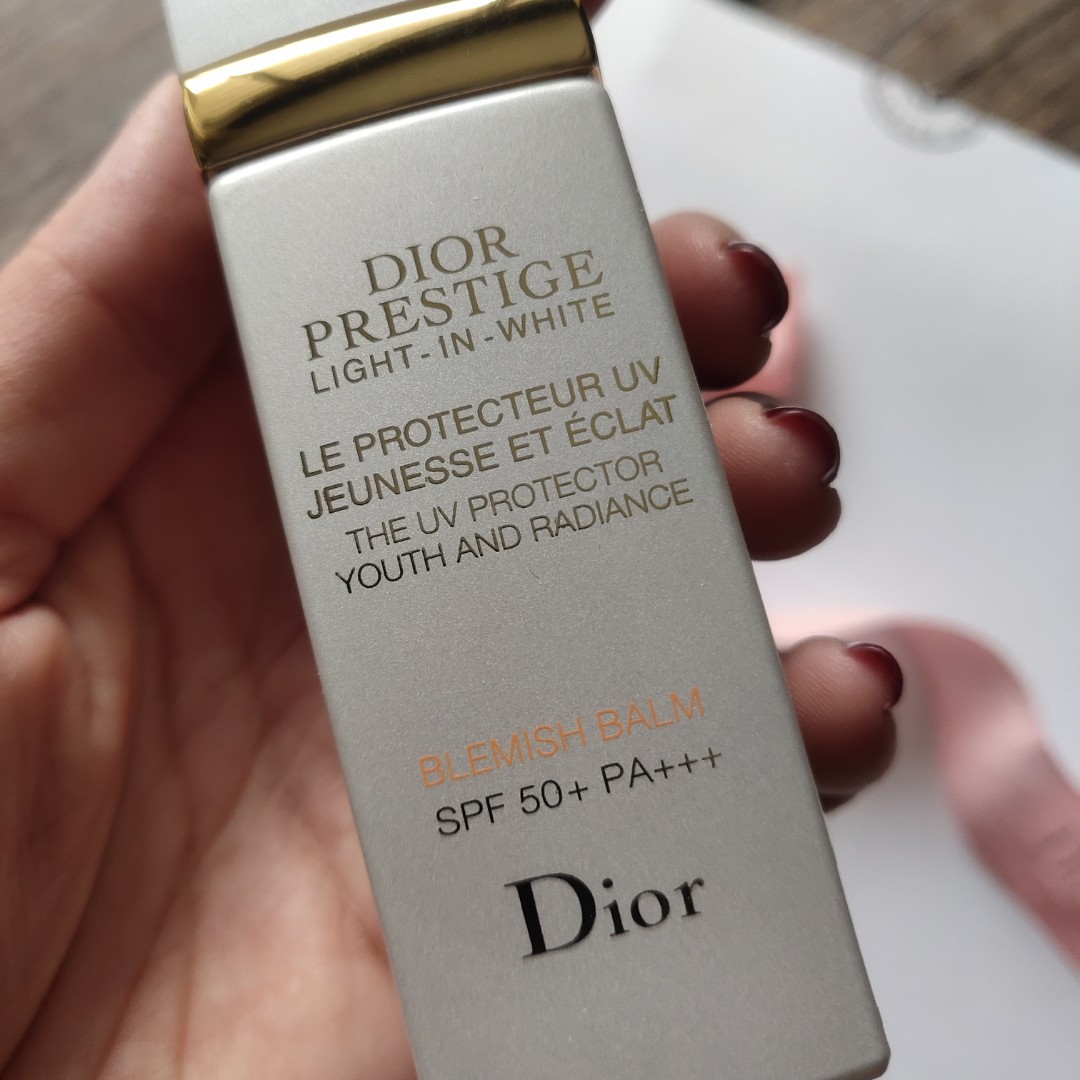 DIOR
PRESTIGE
LIGHT-IN-WHITE
LE PROTECTEUR UV
JEUNESSE ET ÉCLAT
THE UV PROTECTOR
YOUTH AND RADIANCE
BLEMISH BALM
SPF 50+ PA+++
Dior